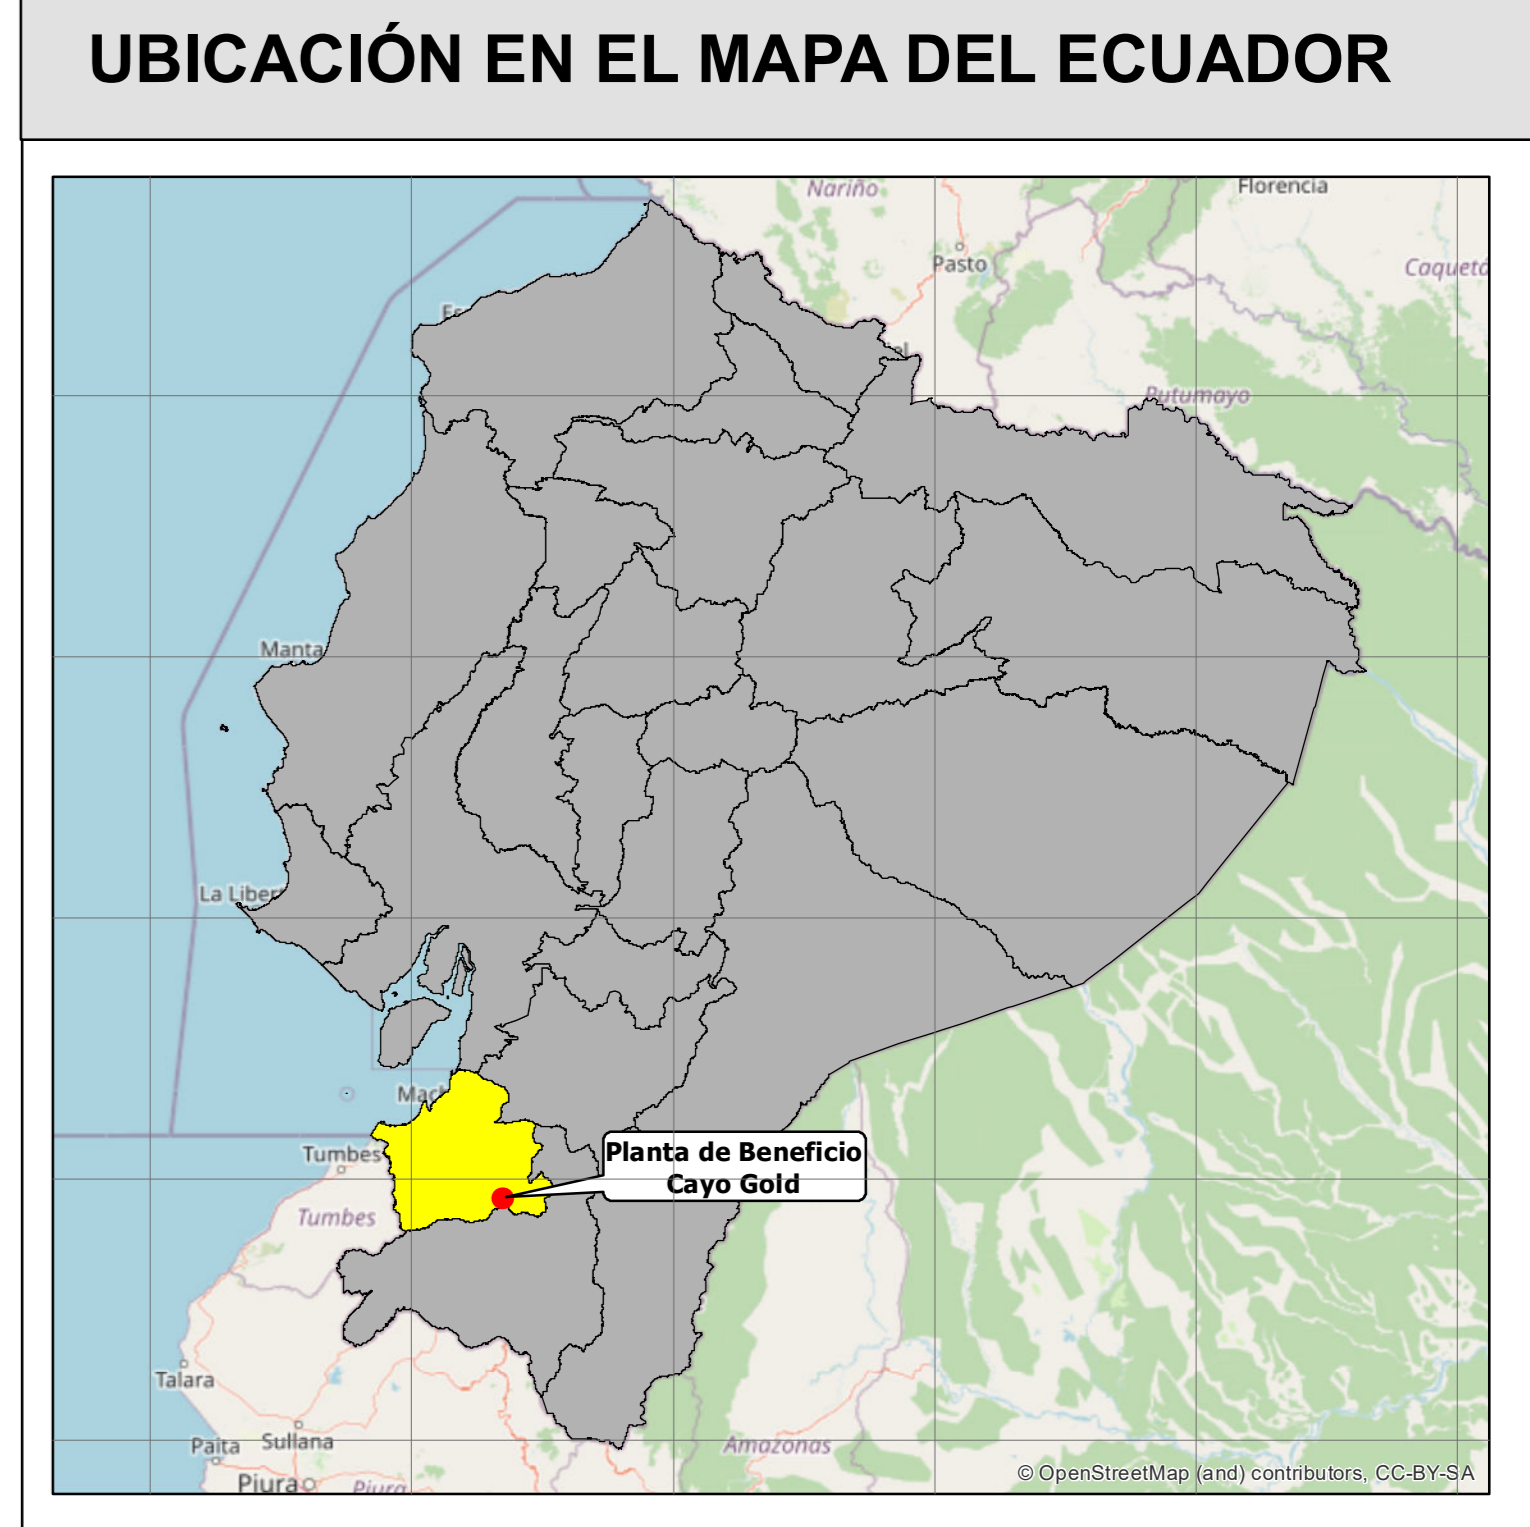 UBICACIÓN EN EL MAPA DEL ECUADOR
Nariño
Florencia
Pasto
Caquetá
Putumayo
Manta
La Libert
Mach
Tumbes
Planta de Beneficio
Cayo Gold
Tumbes
Talara
Paita
Sullana
Piura
Piura
Amazonas
© OpenStreetMap (and) contributors, CC-BY-SA